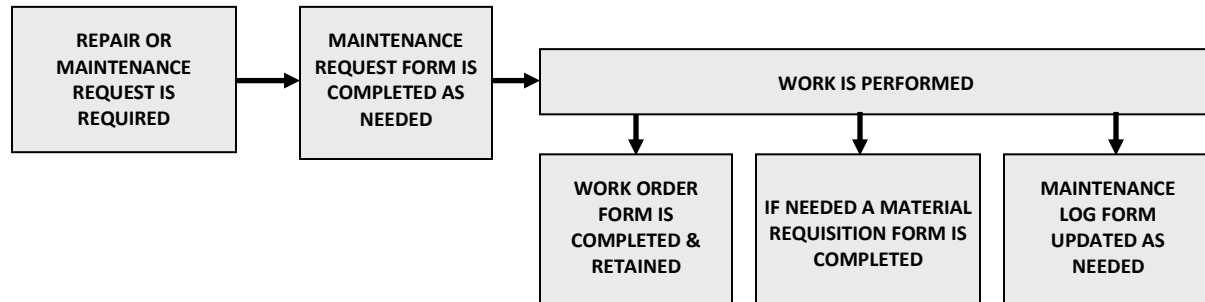 REPAIR OR
MAINTENANCE
REQUEST IS
REQUIRED
MAINTENANCE
REQUEST FORM IS
COMPLETED AS
NEEDED
WORK IS PERFORMED
WORK ORDER
FORM IS
COMPLETED &
RETAINED
IF NEEDED A MATERIAL
REQUISITION FORM IS
COMPLETED
MAINTENANCE
LOG FORM
UPDATED AS
NEEDED